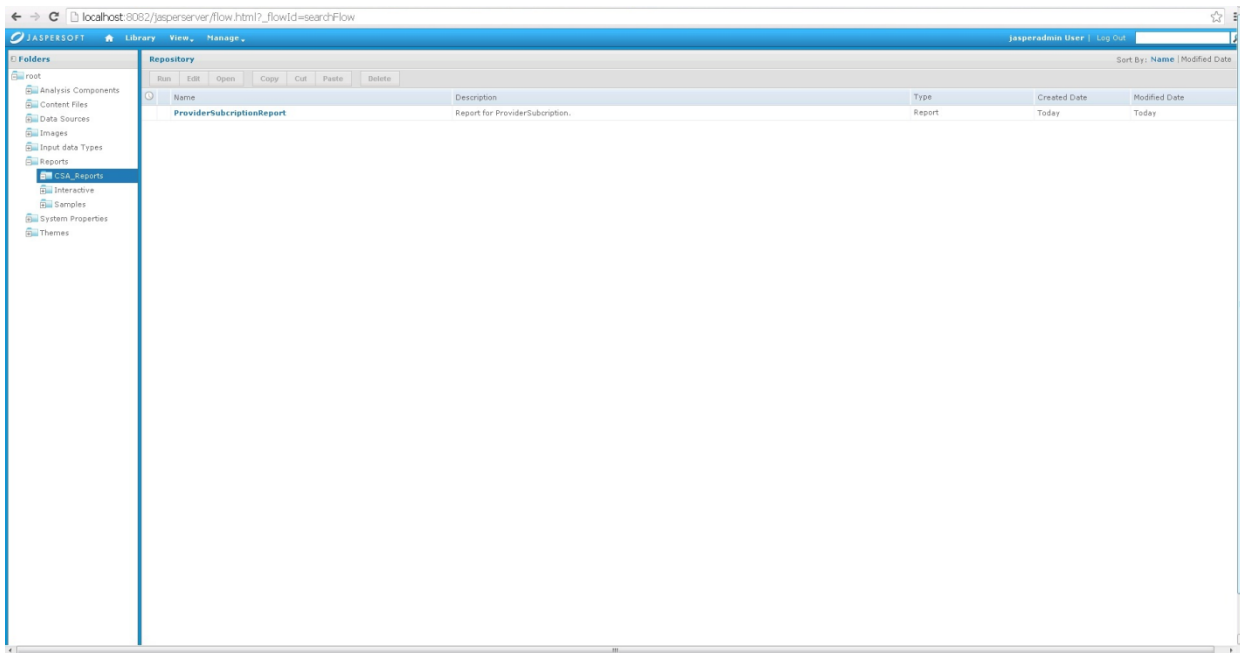 localhost:8082/jasperserver/flow.html?_flowId=searchFlow
JASPERSOFT Library View Manage jasperadmin User | Log Out
Folders
root
Analysis Components
Content Files
Data Sources
Images
Input data Types
Reports
CSA_Reports
Interactive
Samples
System Properties
Themes
Repository Sort By: Name | Modified Date
Run Edit Open Copy Cut Paste Delete
Name Description Type Created Date Modified Date
ProviderSubcriptionReport Report for ProviderSubcription. Report Today Today